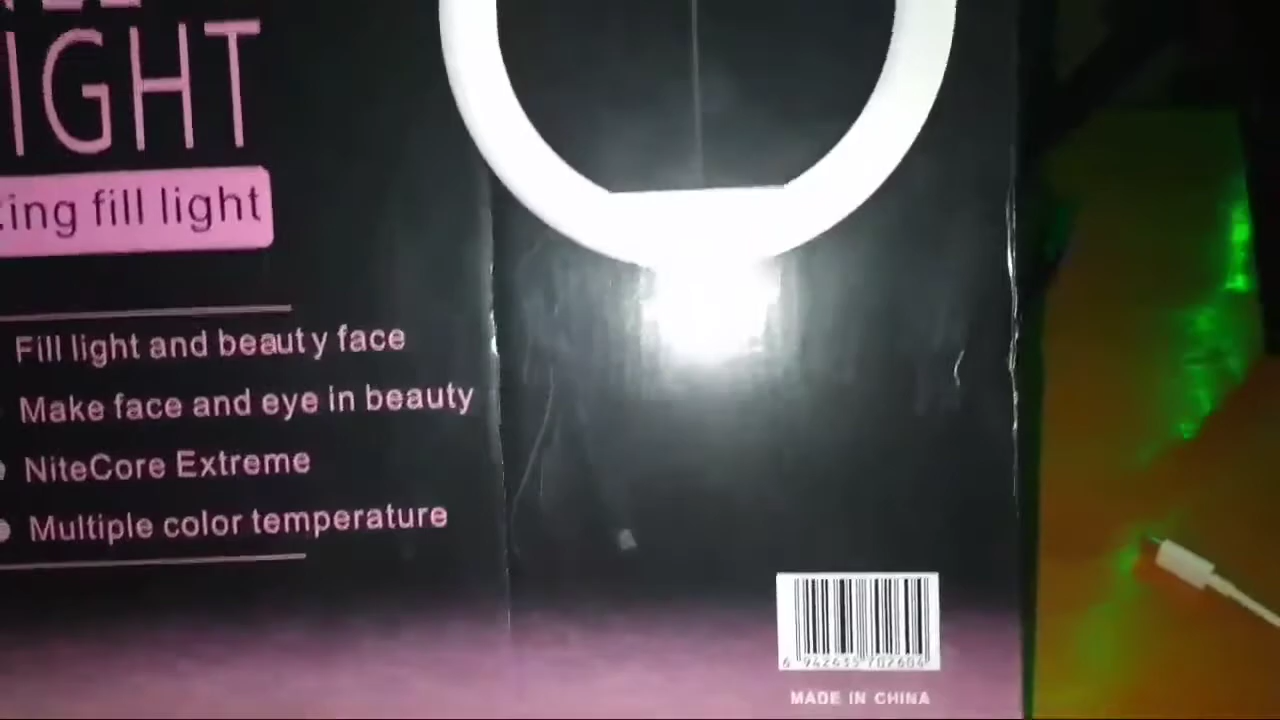 IGHT
ing fill light
Fill light and beauty face
Make face and eye in beauty
NiteCore Extreme
Multiple color temperature
MADE IN CHINA